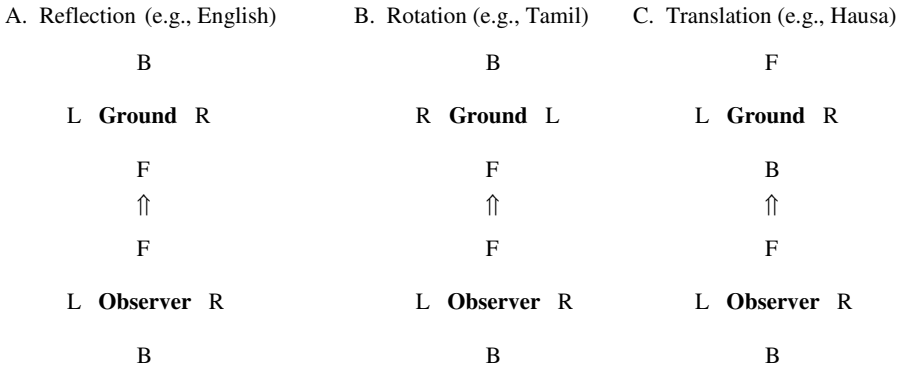 A. Reflection (e.g., English) B. Rotation (e.g., Tamil) C. Translation (e.g., Hausa)
B B F
L Ground R R Ground L L Ground R
F F B
⇑ ⇑ ⇑
F F F
L Observer R L Observer R L Observer R
B B B